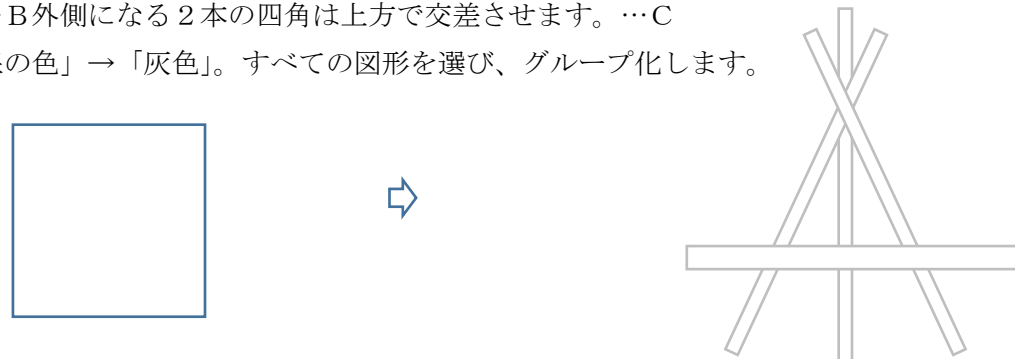 B外側になる２本の四角は上方で交差させます。…C
の色」→「灰色」。すべての図形を選び、グループ化します。